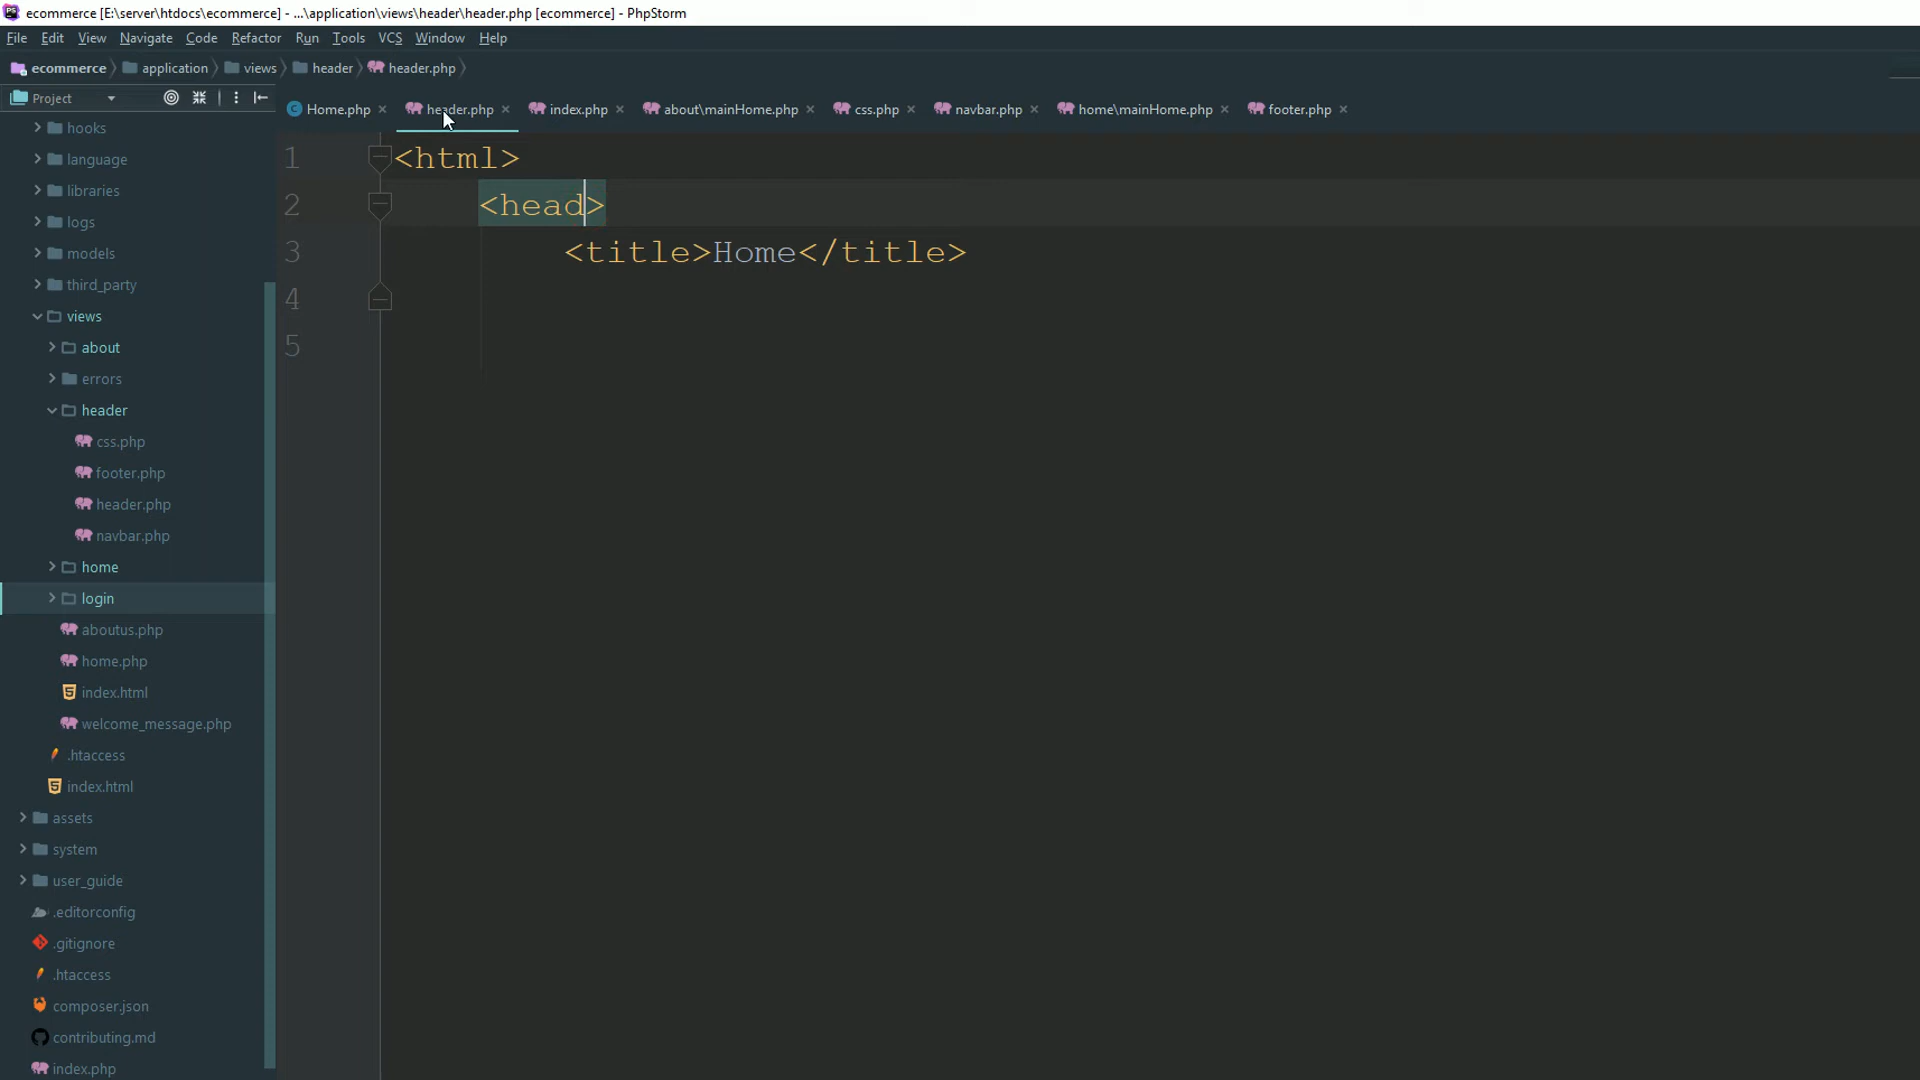 ecommerce [E:\server\htdocs\ecommerce] - ...\application\views\header\header.php [ecommerce] - PhpStorm
File Edit View Navigate Code Refactor Run Tools VCS Window Help
ecommerce application views header header.php
Project
Home.php header.php index.php about\mainHome.php css.php navbar.php home\mainHome.php footer.php
hooks
language
libraries
logs
models
third_party
views
about
errors
header
css.php
footer.php
header.php
navbar.php
home
login
aboutus.php
home.php
index.html
welcome_message.php
.htaccess
index.html
assets
system
user_guide
.editorconfig
.gitignore
.htaccess
composer.json
contributing.md
index.php
1 <html>
2 <head>
3 <title>Home</title>
4
5